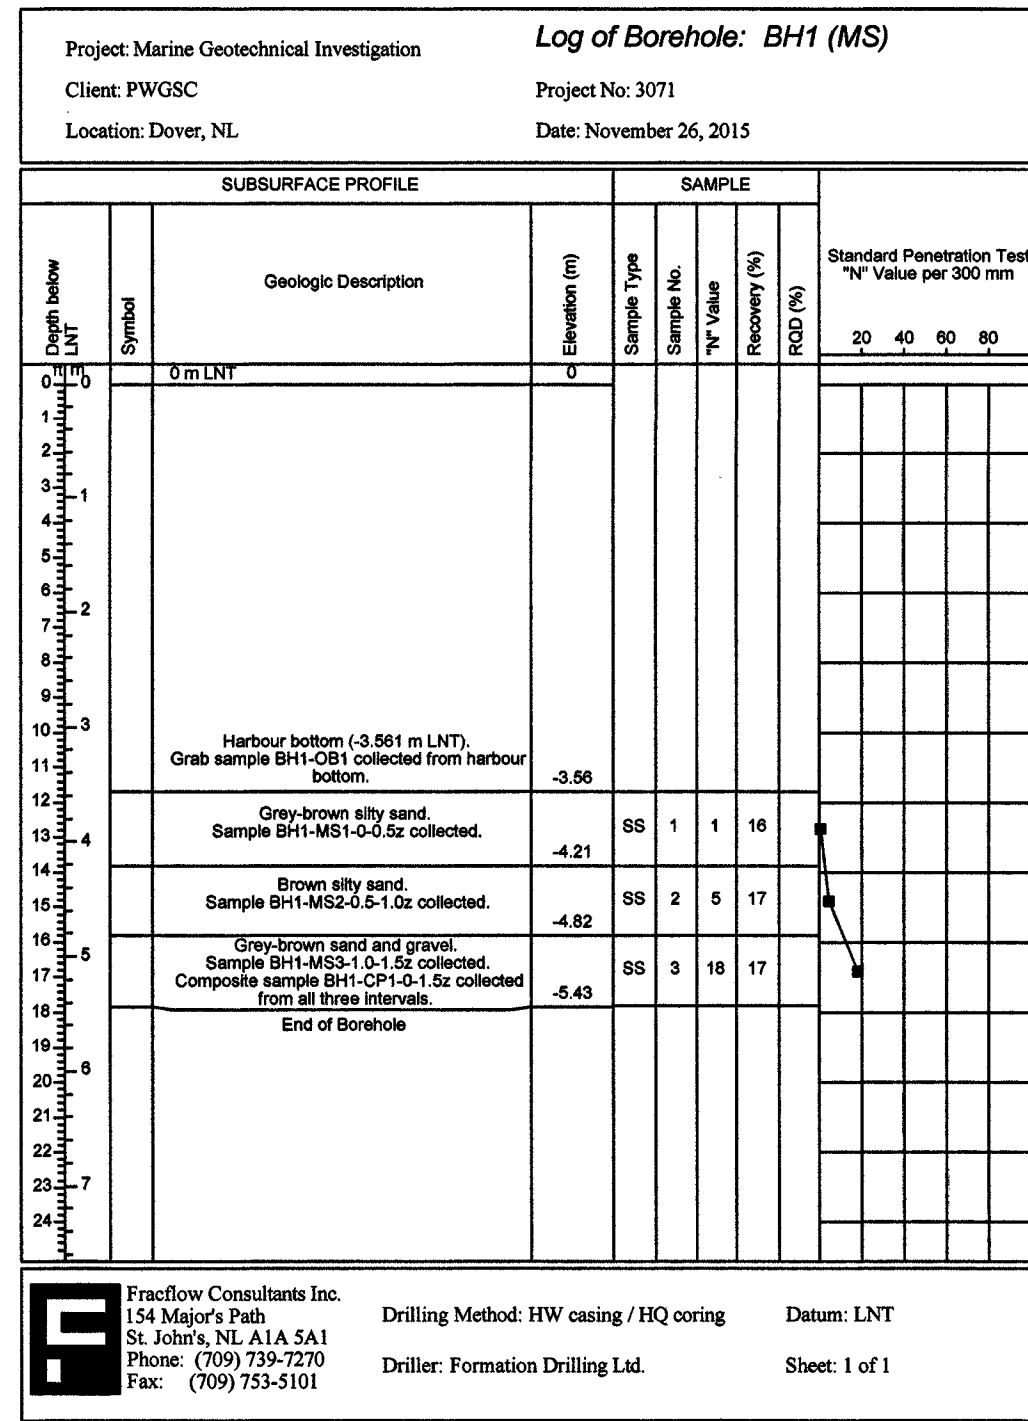 Project: Marine Geotechnical Investigation
Log of Borehole: BH1 (MS)
Client: PWGSC
Project No: 3071
Location: Dover, NL
Date: November 26, 2015
SUBSURFACE PROFILE
SAMPLE
Depth below
LNT
Symbol
Geologic Description
Elevation (m)
Sample Type
Sample No.
"N" Value
Recovery (%)
RQD (%)
Standard Penetration Test
"N" Value per 300 mm
20 40 60 80
ft m
0 0
0 m LNT
0
1
2
3
1
4
5
6
2
7
8
9
10
3
11
Harbour bottom (-3.561 m LNT).
Grab sample BH1-OB1 collected from harbour
bottom.
-3.56
12
13
4
Grey-brown silty sand.
Sample BH1-MS1-0-0.5z collected.
-4.21
SS 1 1 16
14
15
Brown silty sand.
Sample BH1-MS2-0.5-1.0z collected.
-4.82
SS 2 5 17
16
5
17
Grey-brown sand and gravel.
Sample BH1-MS3-1.0-1.5z collected.
Composite sample BH1-CP1-0-1.5z collected
from all three intervals.
-5.43
SS 3 18 17
18
End of Borehole
19
6
20
21
22
23
7
24
Fracflow Consultants Inc.
154 Major's Path
St. John's, NL A1A 5A1
Phone: (709) 739-7270
Fax: (709) 753-5101
Drilling Method: HW casing / HQ coring
Datum: LNT
Driller: Formation Drilling Ltd.
Sheet: 1 of 1